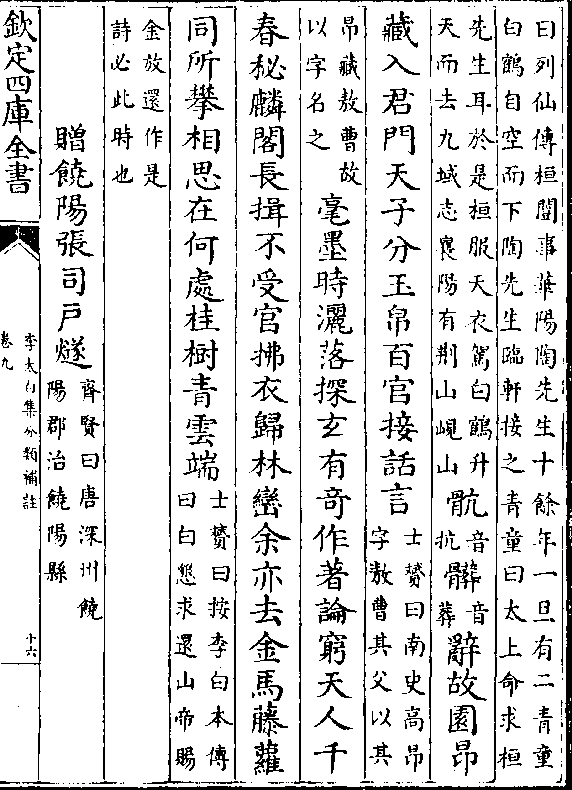 曰列仙傳桓闓事華陽陶先生十餘年一旦有二青童
白鶴自空而下陶先生臨軒接之青童曰太上命求桓
先生耳於是桓服天衣駕白鶴升
天而去九域志襄陽有荆山峴山
骯音抗髒音葬辭故園昂
藏入君門天子分玉帛百官接話言
士贇曰南史高昂
字敖曹其父以其
昂藏敖曹故
以字名之
毫墨時灑落探玄有奇作著論窮天人千
春秘麟閣長揖不受官拂衣歸林巒余亦去金馬藤蘿
同所攀相思在何處桂樹青雲端
士贇曰按李白本傳
曰白懇求還山帝賜
金放還作是
詩必此時也
贈饒陽張司戶燧
齊賢曰唐深州饒
陽郡治饒陽縣
欽定四庫全書
李太白集分類補註
卷九
十六